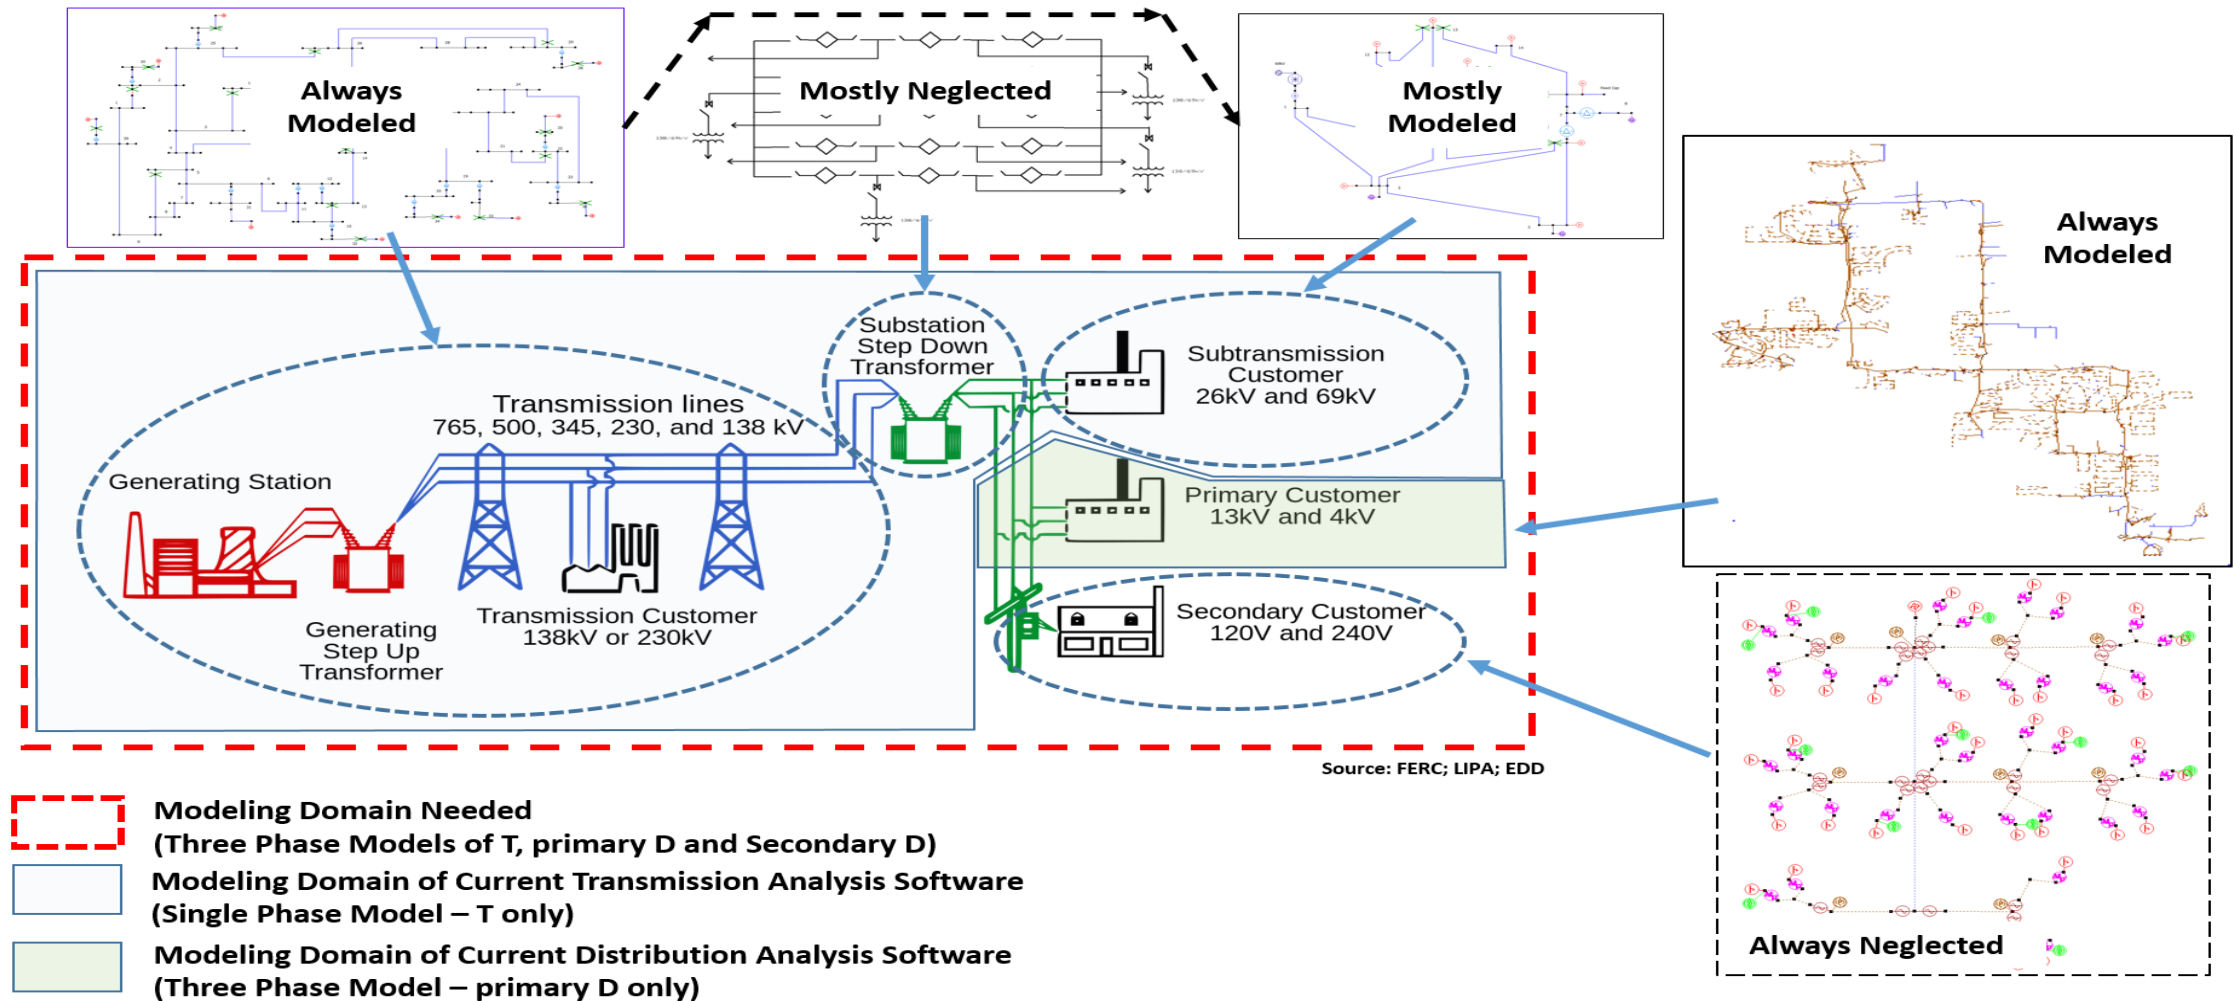 Always
Modeled
Mostly Neglected
Mostly
Modeled
Always
Modeled
Substation
Step Down
Transformer
Subtransmission
Customer
26kV and 69kV
Transmission lines
765, 500, 345, 230, and 138 kV
Generating Station
Primary Customer
13kV and 4kV
Transmission Customer
138kV or 230kV
Generating
Step Up
Transformer
Secondary Customer
120V and 240V
Source: FERC; LIPA; EDD
Always Neglected
Modeling Domain Needed
(Three Phase Models of T, primary D and Secondary D)
Modeling Domain of Current Transmission Analysis Software
(Single Phase Model – T only)
Modeling Domain of Current Distribution Analysis Software
(Three Phase Model – primary D only)